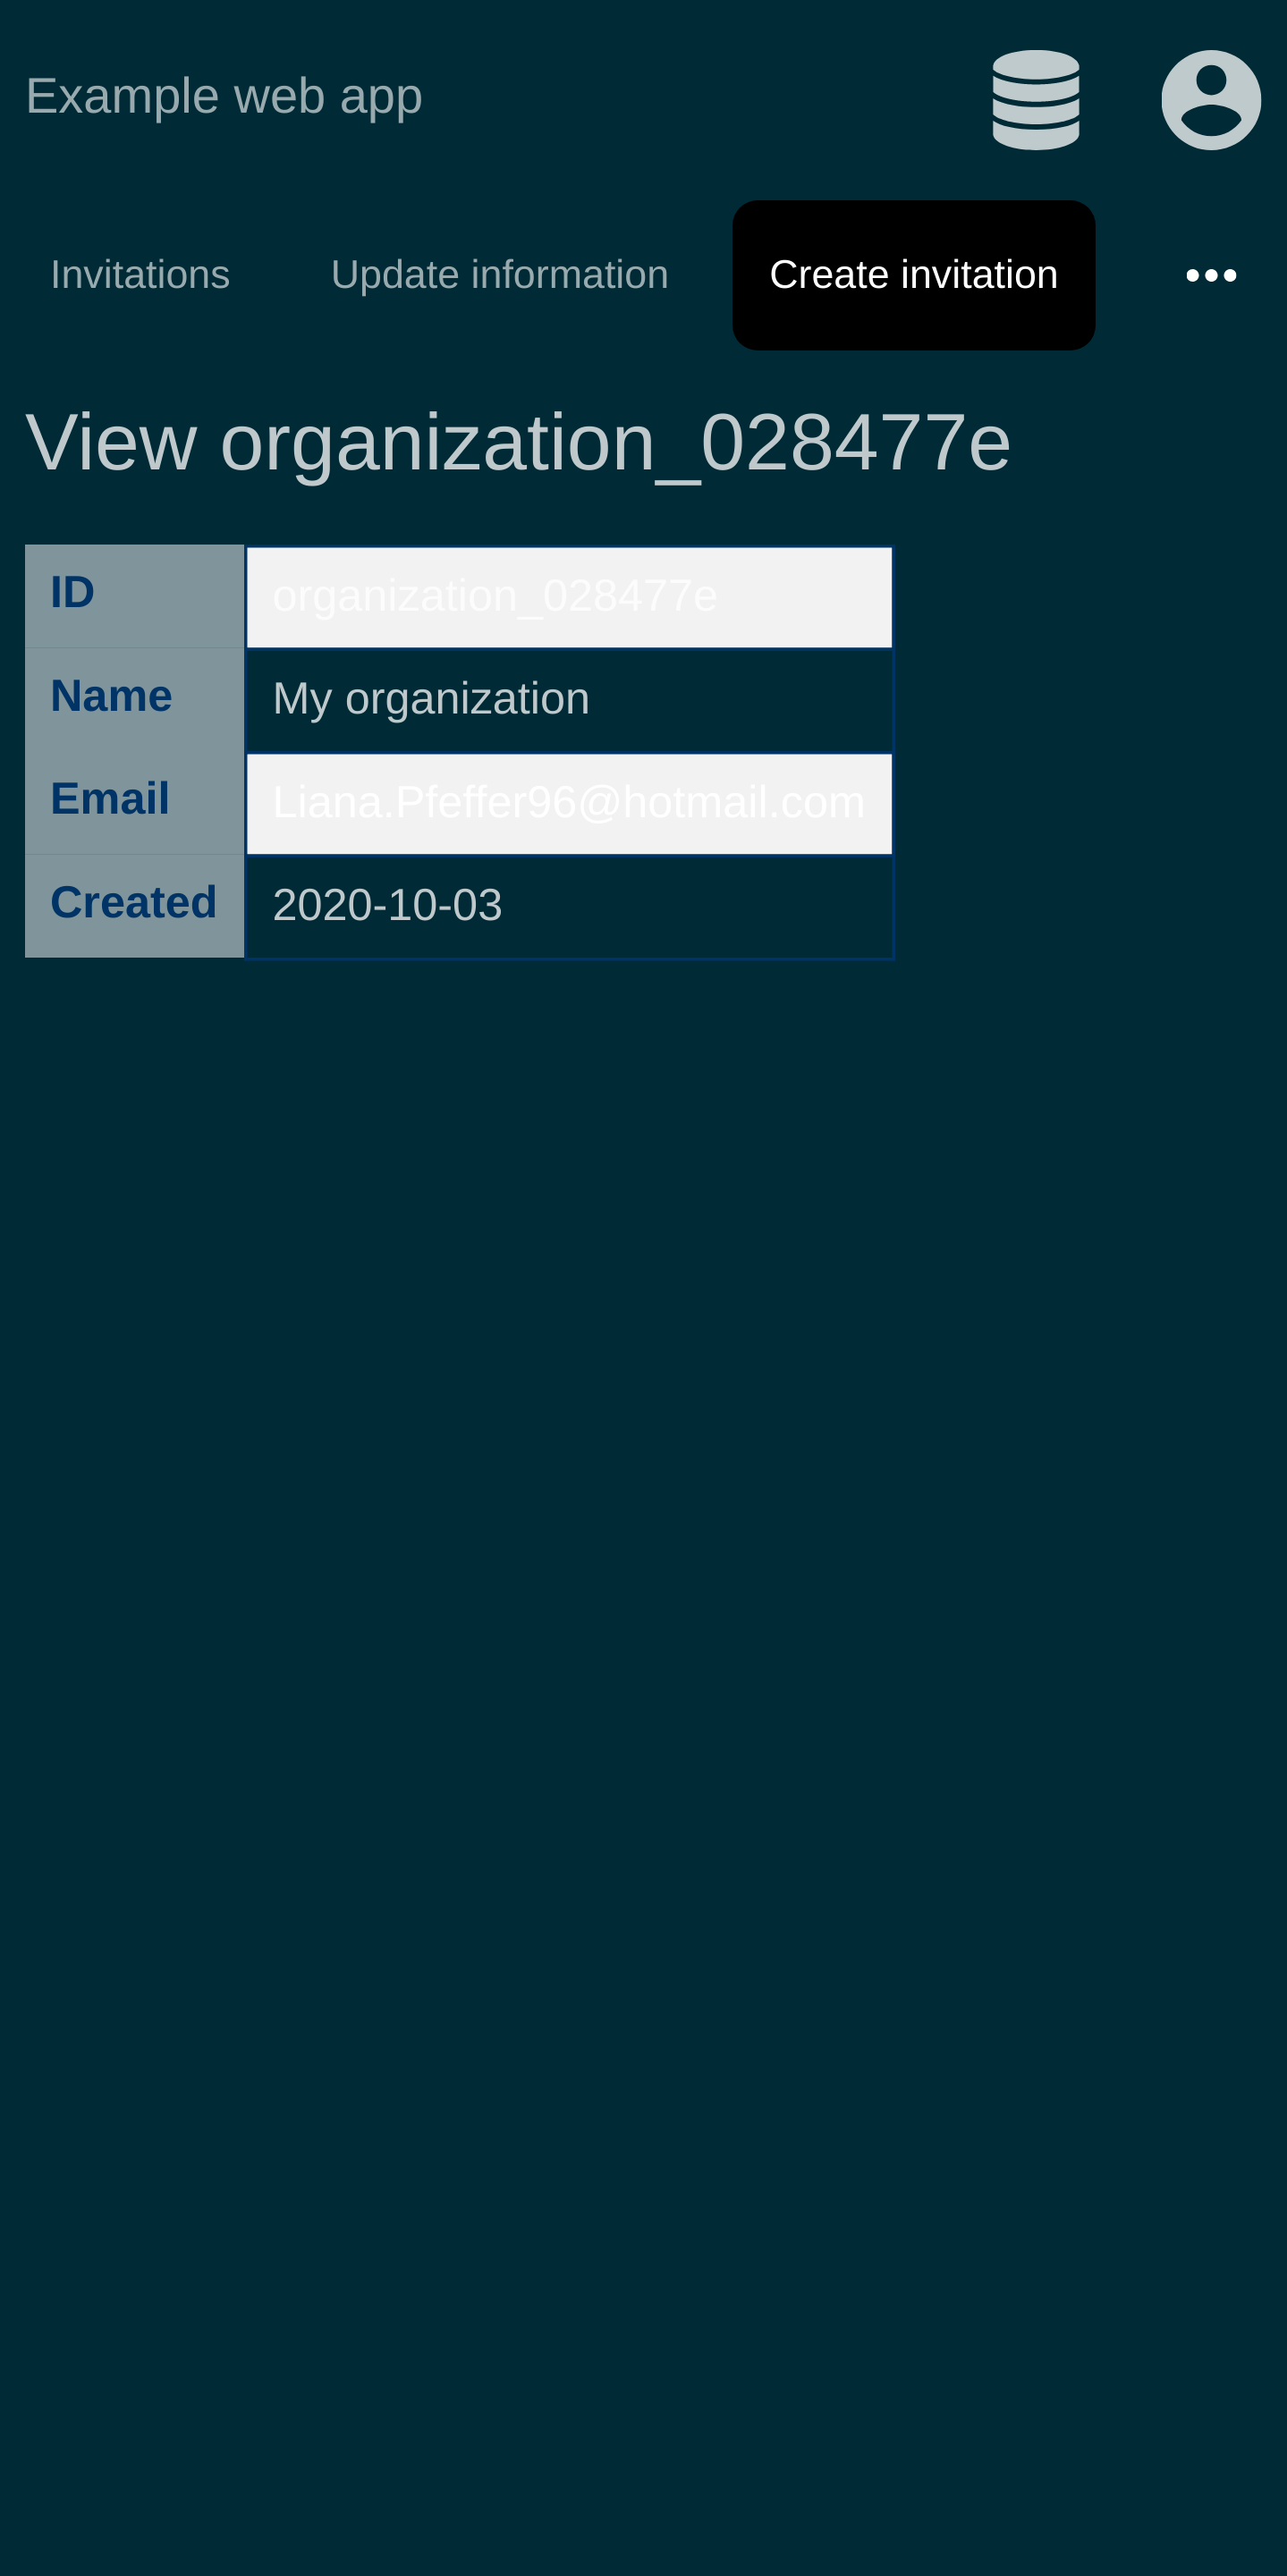 Example web app
Invitations Update information Create invitation
View organization_028477e
ID organization_028477e
Name My organization
Email Liana.Pfeffer96@hotmail.com
Created 2020-10-03